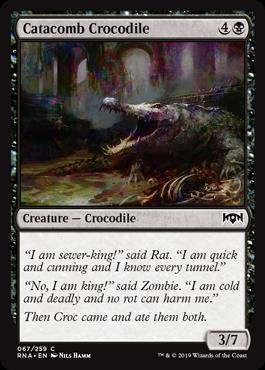 Catacomb Crocodile 4
Creature — Crocodile
"I am sewer-king!" said Rat. "I am quick
and cunning and I know every tunnel."
"No, I am king!" said Zombie. "I am cold
and deadly and no rot can harm me."
Then Croc came and ate them both.
3/7
067/259 C
RNA • EN Nils Hamm
™ & © 2019 Wizards of the Coast